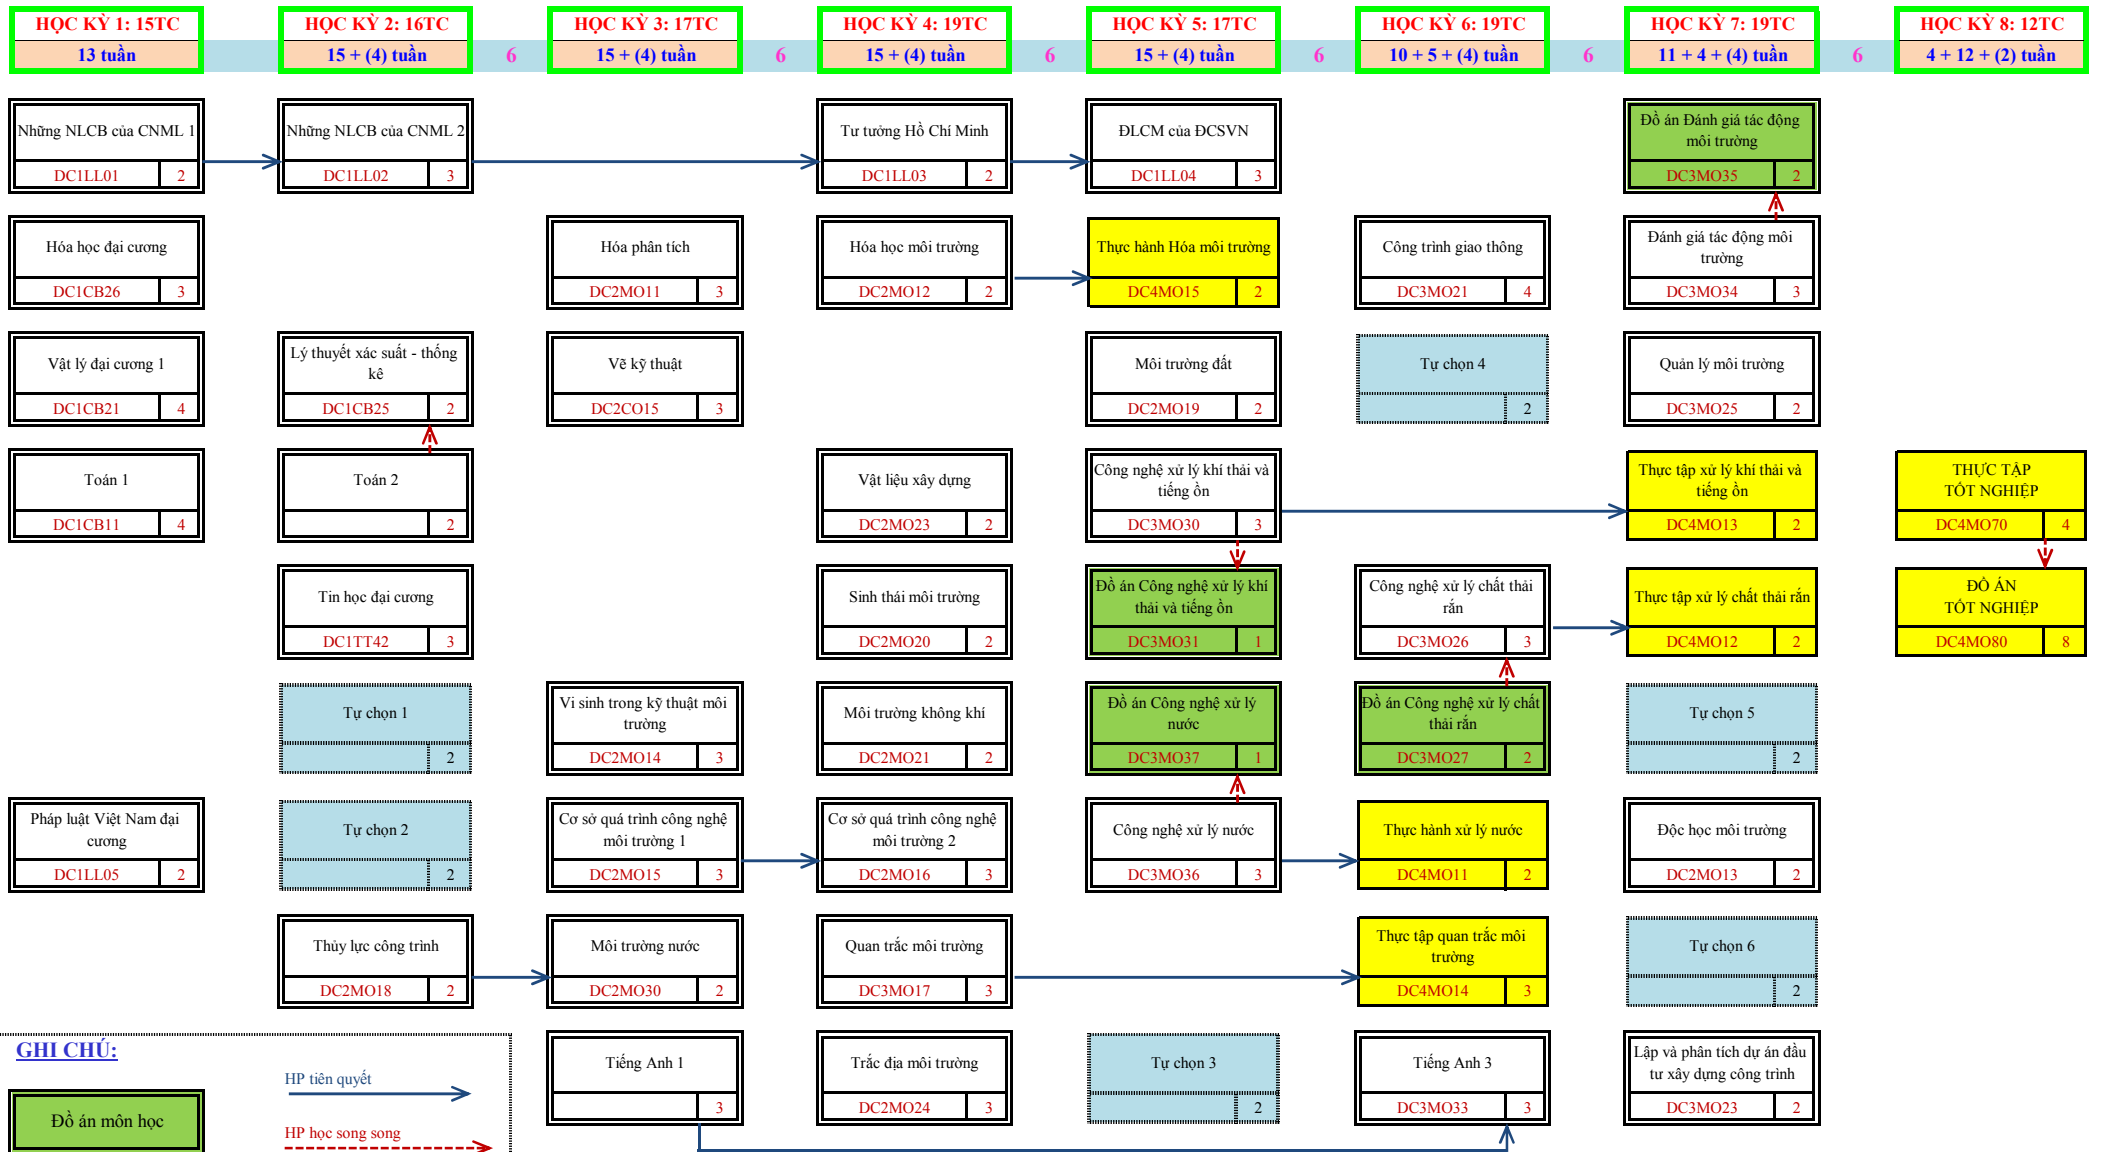 HỌC KỲ 1: 15TC
HỌC KỲ 2: 16TC
HỌC KỲ 3: 17TC
HỌC KỲ 4: 19TC
HỌC KỲ 5: 17TC
HỌC KỲ 6: 19TC
HỌC KỲ 7: 19TC
HỌC KỲ 8: 12TC
13 tuần
15 + (4) tuần
6
15 + (4) tuần
6
15 + (4) tuần
6
15 + (4) tuần
6
10 + 5 + (4) tuần
6
11 + 4 + (4) tuần
6
4 + 12 + (2) tuần
Những NLCB của CNML 1
DC1LL01 2
Những NLCB của CNML 2
DC1LL02 3
Tư tưởng Hồ Chí Minh
DC1LL03 2
ĐLCM của ĐCSVN
DC1LL04 3
Đồ án Đánh giá tác động
môi trường
DC3MO35 2
Hóa học đại cương
DC1CB26 3
Hóa phân tích
DC2MO11 3
Hóa học môi trường
DC2MO12 2
Thực hành Hóa môi trường
DC4MO15 2
Công trình giao thông
DC3MO21 4
Đánh giá tác động môi
trường
DC3MO34 3
Vật lý đại cương 1
DC1CB21 4
Lý thuyết xác suất - thống
kê
DC1CB25 2
Vẽ kỹ thuật
DC2CO15 3
Môi trường đất
DC2MO19 2
Tự chọn 4
2
Quản lý môi trường
DC3MO25 2
Toán 1
DC1CB11 4
Toán 2
2
Vật liệu xây dựng
DC2MO23 2
Công nghệ xử lý khí thải và
tiếng ồn
DC3MO30 3
Thực tập xử lý khí thải và
tiếng ồn
DC4MO13 2
THỰC TẬP
TỐT NGHIỆP
DC4MO70 4
Tin học đại cương
DC1TT42 3
Sinh thái môi trường
DC2MO20 2
Đồ án Công nghệ xử lý khí
thải và tiếng ồn
DC3MO31 1
Công nghệ xử lý chất thải
rắn
DC3MO26 3
Thực tập xử lý chất thải rắn
DC4MO12 2
ĐỒ ÁN
TỐT NGHIỆP
DC4MO80 8
Tự chọn 1
2
Vi sinh trong kỹ thuật môi
trường
DC2MO14 3
Môi trường không khí
DC2MO21 2
Đồ án Công nghệ xử lý
nước
DC3MO37 1
Đồ án Công nghệ xử lý chất
thải rắn
DC3MO27 2
Tự chọn 5
2
Pháp luật Việt Nam đại
cương
DC1LL05 2
Tự chọn 2
2
Cơ sở quá trình công nghệ
môi trường 1
DC2MO15 3
Cơ sở quá trình công nghệ
môi trường 2
DC2MO16 3
Công nghệ xử lý nước
DC3MO36 3
Thực hành xử lý nước
DC4MO11 2
Độc học môi trường
DC2MO13 2
Thủy lực công trình
DC2MO18 2
Môi trường nước
DC2MO30 2
Quan trắc môi trường
DC3MO17 3
Thực tập quan trắc môi
trường
DC4MO14 3
Tự chọn 6
2
GHI CHÚ:
HP tiên quyết
Đồ án môn học
HP học song song
Tiếng Anh 1
3
Trắc địa môi trường
DC2MO24 3
Tự chọn 3
2
Tiếng Anh 3
DC3MO33 3
Lập và phân tích dự án đầu
tư xây dựng công trình
DC3MO23 2